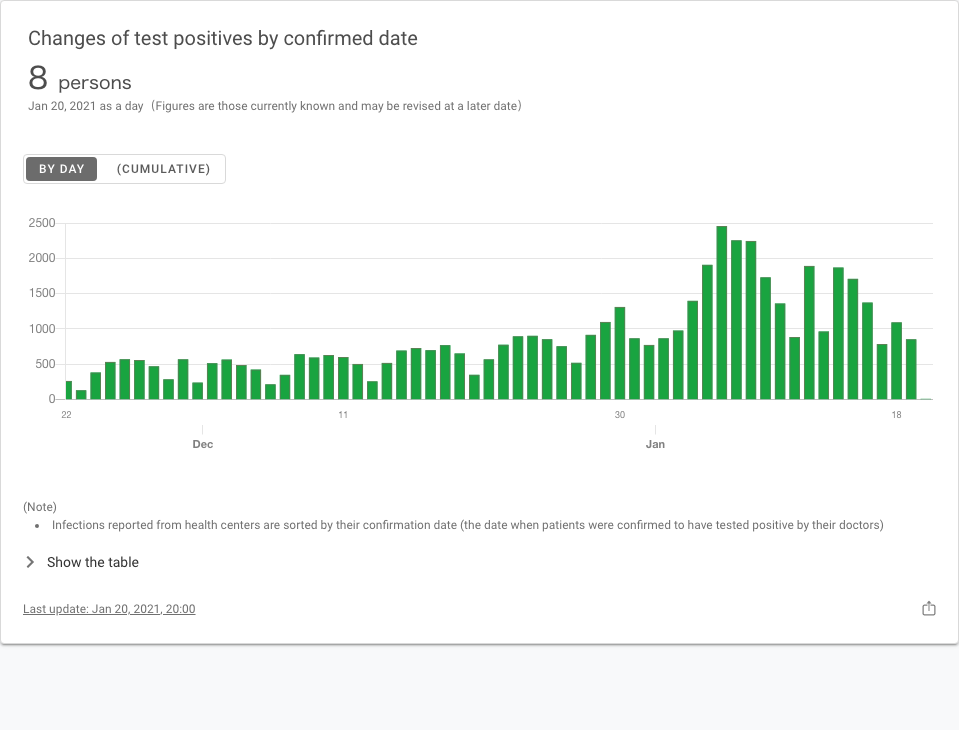 Changes of test positives by confirmed date
8 persons
Jan 20, 2021 as a day（Figures are those currently known and may be revised at a later date）
BY DAY (CUMULATIVE)
2500
2000
1500
1000
500
0
22 11 30 18
Dec Jan
(Note)
• Infections reported from health centers are sorted by their confirmation date (the date when patients were confirmed to have tested positive by their doctors)
Show the table
Last update: Jan 20, 2021, 20:00